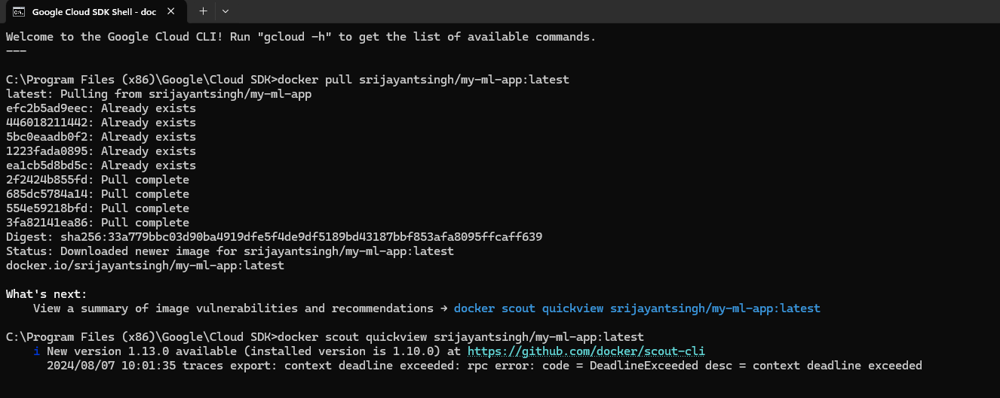 Google Cloud SDK Shell - doc
Welcome to the Google Cloud CLI! Run "gcloud -h" to get the list of available commands.
---
C:\Program Files (x86)\Google\Cloud SDK>docker pull srijayantsingh/my-ml-app:latest
latest: Pulling from srijayantsingh/my-ml-app
efc2b5ad9eec: Already exists
446018211442: Already exists
5bc0eaadb0f2: Already exists
1223fada0895: Already exists
ea1cb5d8bd5c: Already exists
2f2424b855fd: Pull complete
685dc5784a14: Pull complete
554e59218bfd: Pull complete
3fa82141ea86: Pull complete
Digest: sha256:33a779bbc03d90ba4919dfe5f4de9df5189bd43187bbf853afa8095ffcaff639
Status: Downloaded newer image for srijayantsingh/my-ml-app:latest
docker.io/srijayantsingh/my-ml-app:latest
What's next:
View a summary of image vulnerabilities and recommendations → docker scout quickview srijayantsingh/my-ml-app:latest
C:\Program Files (x86)\Google\Cloud SDK>docker scout quickview srijayantsingh/my-ml-app:latest
i New version 1.13.0 available (installed version is 1.10.0) at https://github.com/docker/scout-cli
2024/08/07 10:01:35 traces export: context deadline exceeded: rpc error: code = DeadlineExceeded desc = context deadline exceeded